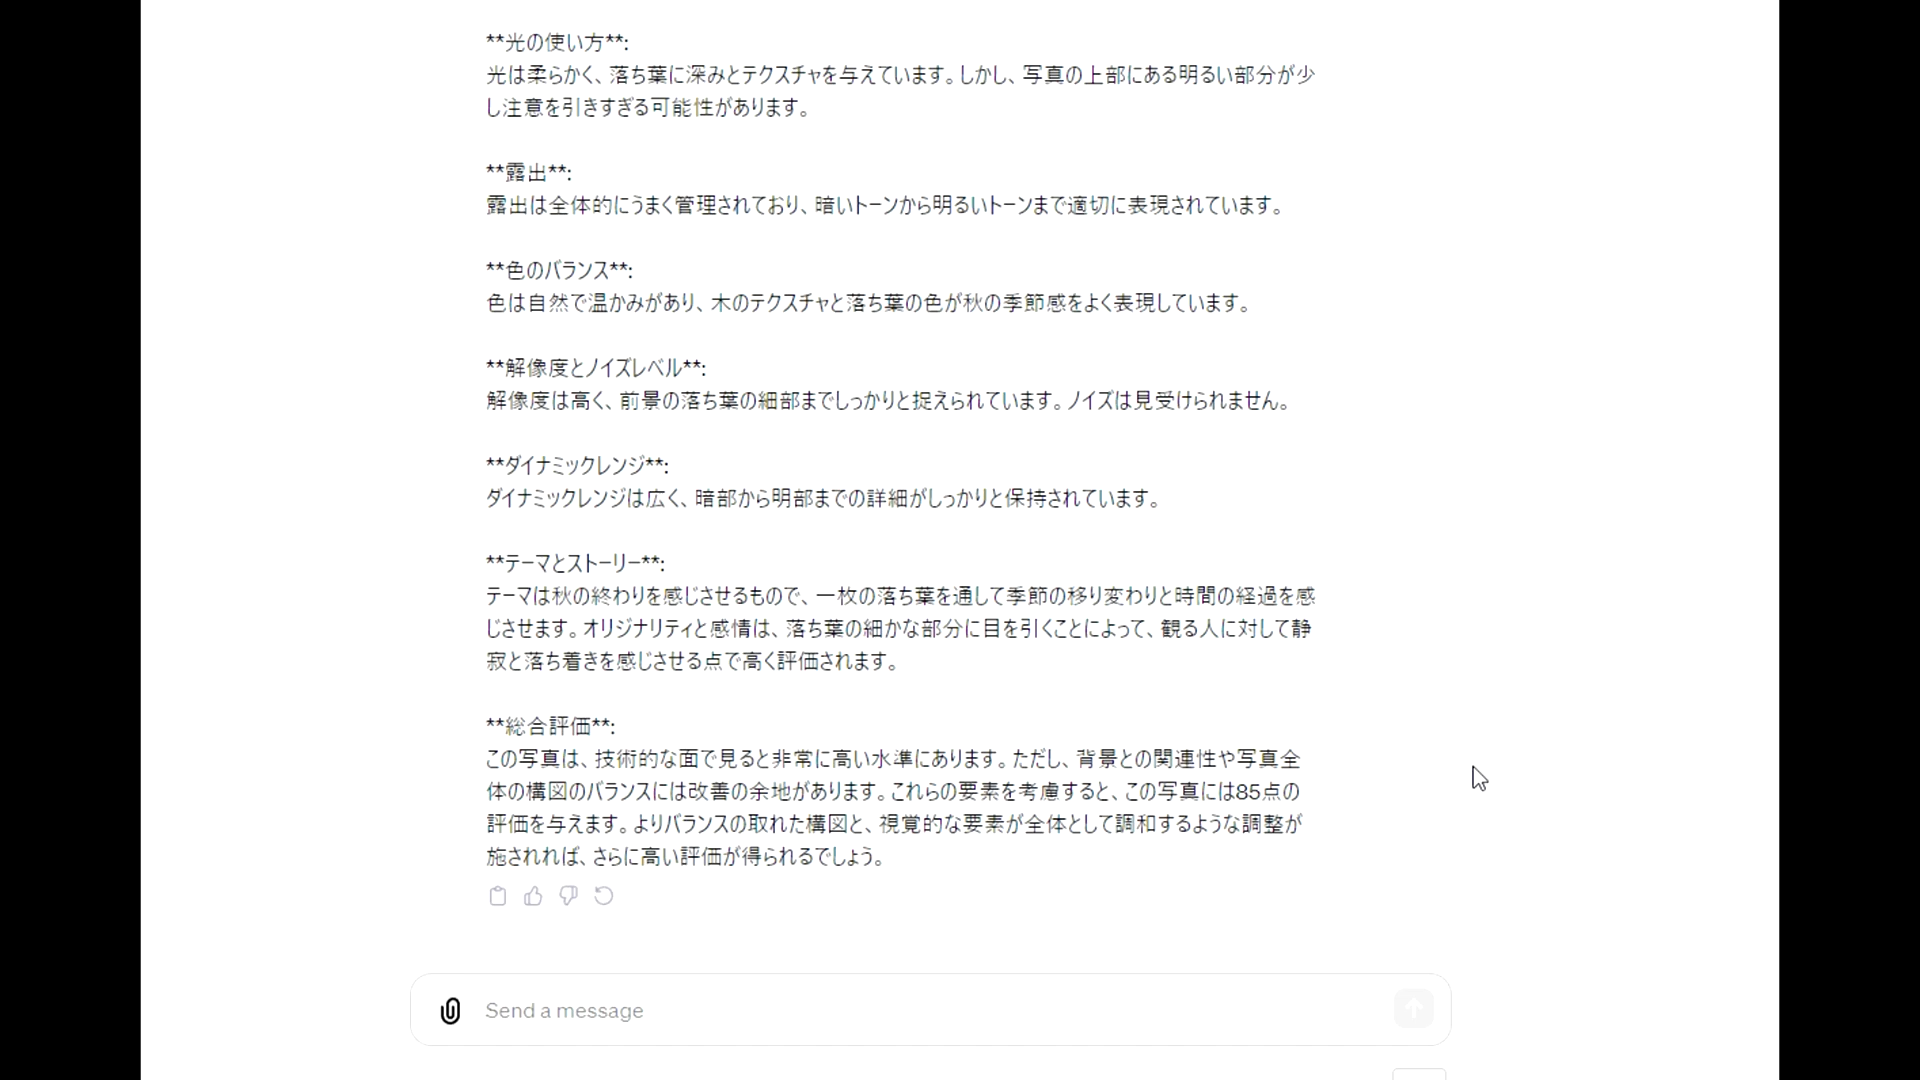 **光の使い方**:
光は柔らかく、落ち葉に深みとテクスチャを与えています。しかし、写真の上部にある明るい部分が少
し注意を引きすぎる可能性があります。
**露出**:
露出は全体的にうまく管理されており、暗いトーンから明るいトーンまで適切に表現されています。
**色のバランス**:
色は自然で温かみがあり、木のテクスチャと落ち葉の色が秋の季節感をよく表現しています。
**解像度とノイズレベル**:
解像度は高く、前景の落ち葉の細部までしっかりと捉えられています。ノイズは見受けられません。
**ダイナミックレンジ**:
ダイナミックレンジは広く、暗部から明部までの詳細がしっかりと保持されています。
**テーマとストーリー**:
テーマは秋の終わりを感じさせるもので、一枚の落ち葉を通して季節の移り変わりと時間の経過を感
じさせます。オリジナリティと感情は、落ち葉の細かな部分に目を引くことによって、観る人に対して静
寂と落ち着きを感じさせる点で高く評価されます。
**総合評価**:
この写真は、技術的な面で見ると非常に高い水準にあります。ただし、背景との関連性や写真全
体の構図のバランスには改善の余地があります。これらの要素を考慮すると、この写真には85点の
評価を与えます。よりバランスの取れた構図と、視覚的な要素が全体として調和するような調整が
施されれば、さらに高い評価が得られるでしょう。
Send a message